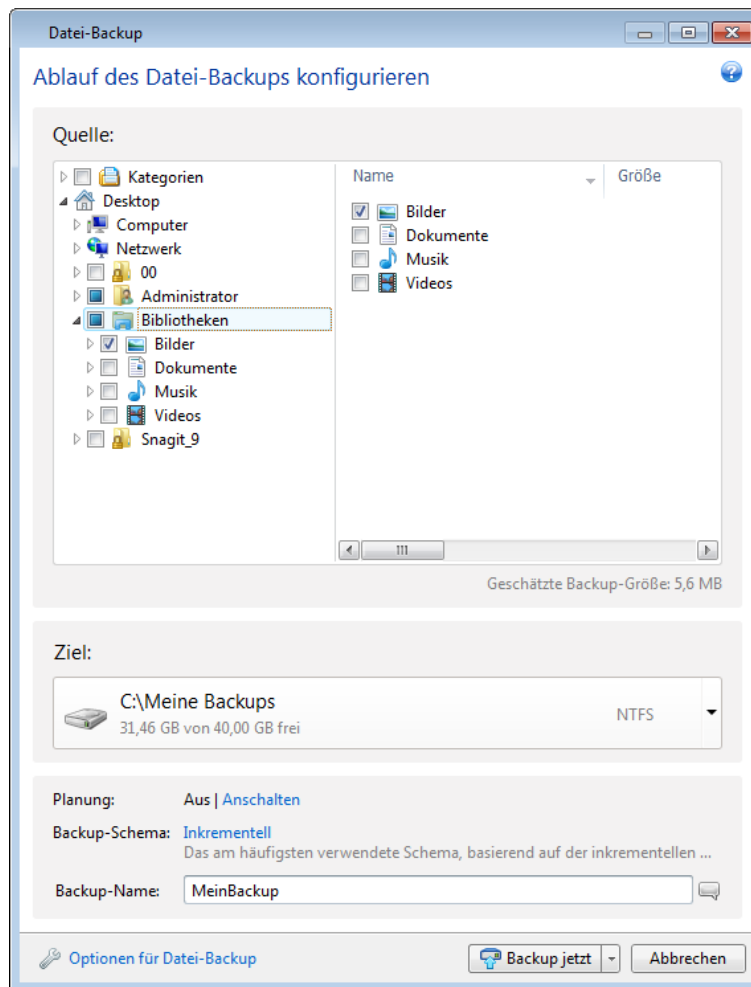 Datei-Backup
Ablauf des Datei-Backups konfigurieren
Quelle:
Kategorien
Desktop
Computer
Netzwerk
00
Administrator
Bibliotheken
Bilder
Dokumente
Musik
Videos
Snagit_9
Name Größe
Bilder
Dokumente
Musik
Videos
Geschätzte Backup-Größe: 5,6 MB
Ziel:
C:\Meine Backups
31,46 GB von 40,00 GB frei
NTFS
Planung: Aus | Anschalten
Backup-Schema: Inkrementell
Das am häufigsten verwendete Schema, basierend auf der inkrementellen ...
Backup-Name: MeinBackup
Optionen für Datei-Backup Backup jetzt Abbrechen